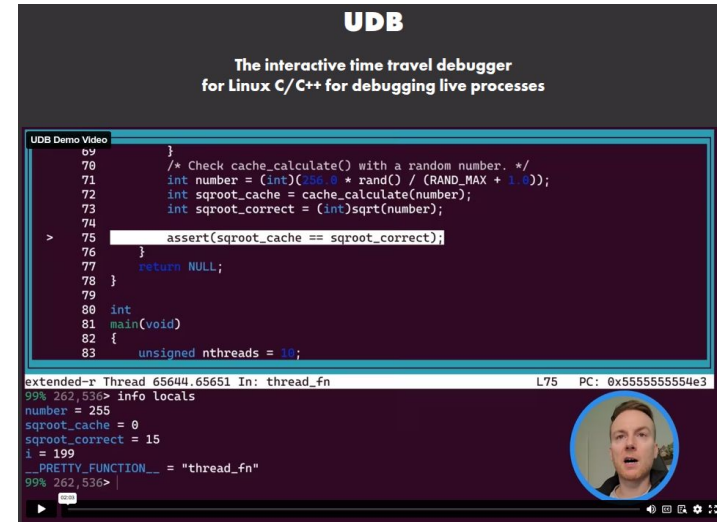 UDB
The interactive time travel debugger
for Linux C/C++ for debugging live processes
UDB Demo Video
69 }
70 /* Check cache_calculate() with a random number. */
71 int number = (int)(256.0 * rand() / (RAND_MAX + 1.0));
72 int sqroot_cache = cache_calculate(number);
73 int sqroot_correct = (int)sqrt(number);
74
> 75 assert(sqroot_cache == sqroot_correct);
76 }
77 return NULL;
78 }
79
80 int
81 main(void)
82 {
83 unsigned nthreads = 10;
extended-r Thread 65644.65651 In: thread_fn L75 PC: 0x5555555554e3
99% 262,536> info locals
number = 255
sqroot_cache = 0
sqroot_correct = 15
i = 199
__PRETTY_FUNCTION__ = "thread_fn"
99% 262,536>
02:03
CC